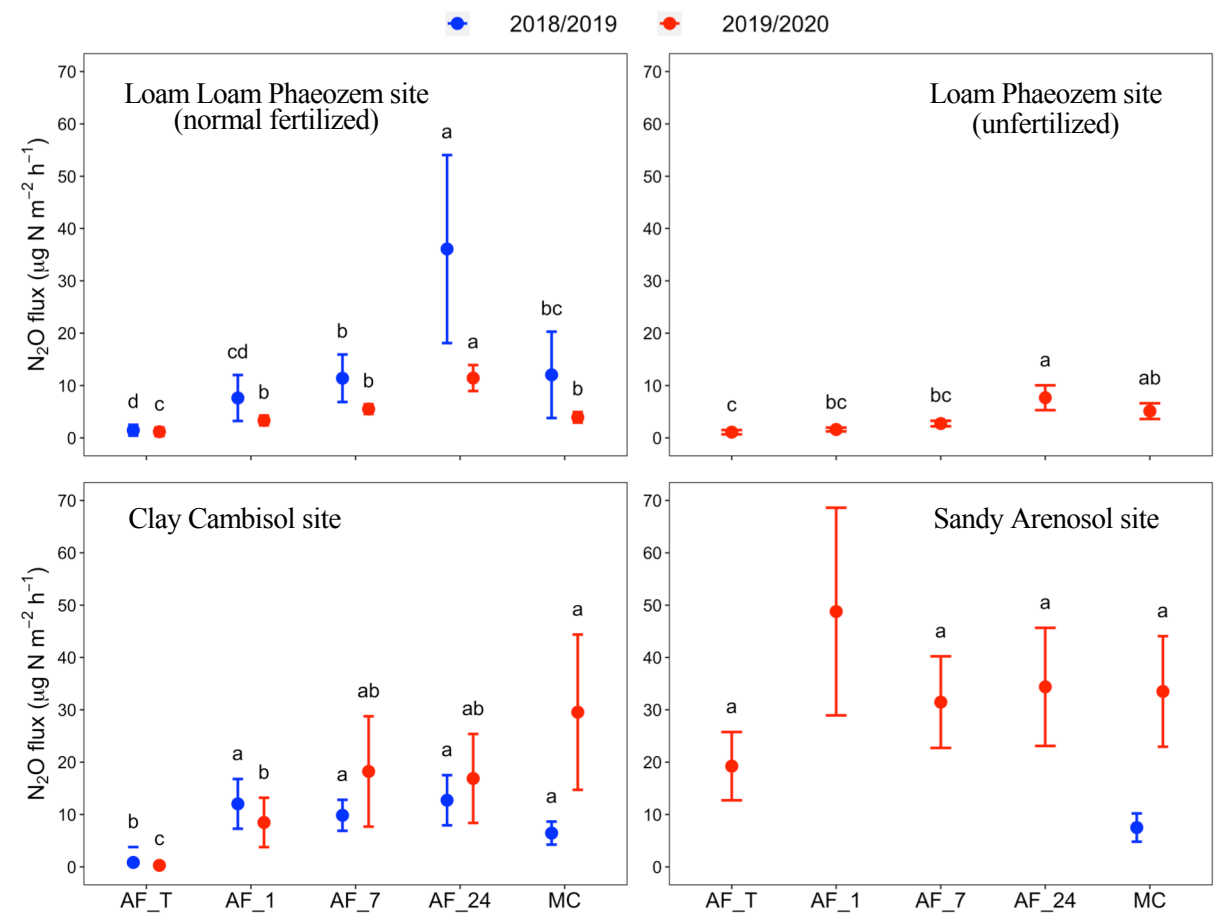 2018/2019 2019/2020
N₂O flux (μg N m⁻² h⁻¹)
70
60
50
40
30
20
10
0
Loam Loam Phaeozem site
(normal fertilized)
d c cd b b b a a bc b
70
60
50
40
30
20
10
0
Loam Phaeozem site
(unfertilized)
c bc bc a ab
N₂O flux (μg N m⁻² h⁻¹)
70
60
50
40
30
20
10
0
Clay Cambisol site
b c a b a ab a ab a a
AF_T AF_1 AF_7 AF_24 MC
70
60
50
40
30
20
10
0
Sandy Arenosol site
a a a a
AF_T AF_1 AF_7 AF_24 MC